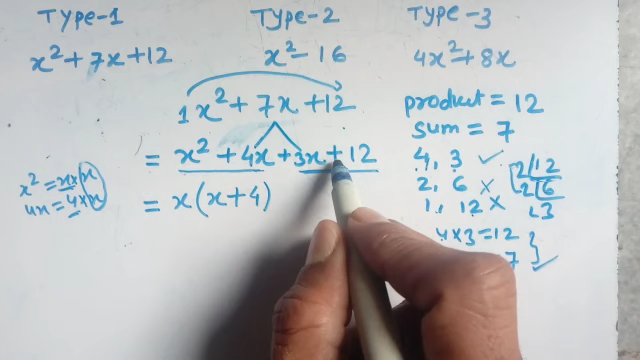 Type-1 Type-2 Type-3
x² + 7x + 12 x² - 16 4x² + 8x
1x² + 7x + 12
= x² + 4x + 3x + 12
= x(x+4)
x² = x × x
4x = 4 × x
product = 12
sum = 7
4, 3 ✓
2, 6 ×
1, 12 ×
2 | 12
2 | 6
3
4 × 3 = 12
7 ✓